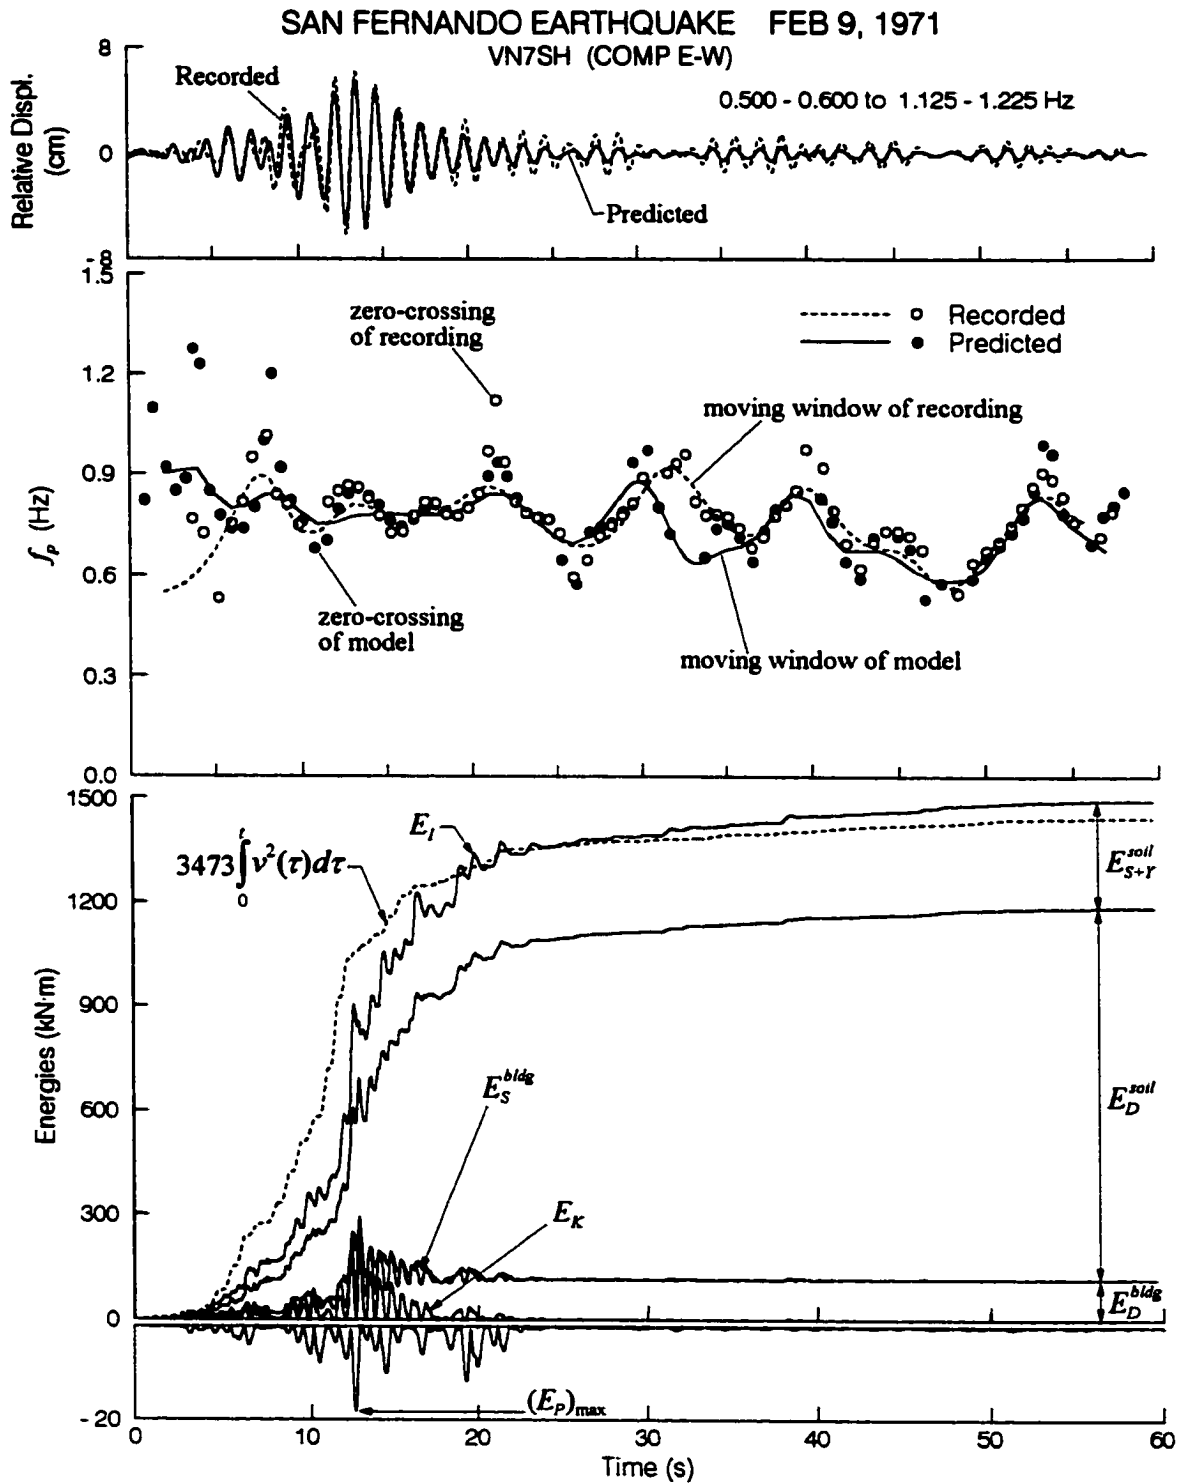 SAN FERNANDO EARTHQUAKE FEB 9, 1971
VN7SH (COMP E-W)
8
0
-8
Relative Displ.
(cm)
Recorded
0.500 - 0.600 to 1.125 - 1.225 Hz
Predicted
1.5
1.2
0.9
0.6
0.3
0.0
f_P (Hz)
zero-crossing
of recording
Recorded
Predicted
moving window of recording
zero-crossing
of model
moving window of model
1500
1200
900
600
300
0
-20
Energies (kN·m)
E_I
3473∫₀ᵗv²(τ)dτ
E_{S+Y}^{soil}
E_S^{bldg}
E_D^{soil}
E_K
E_D^{bldg}
(E_P)_{max}
0 10 20 30 40 50 60
Time (s)